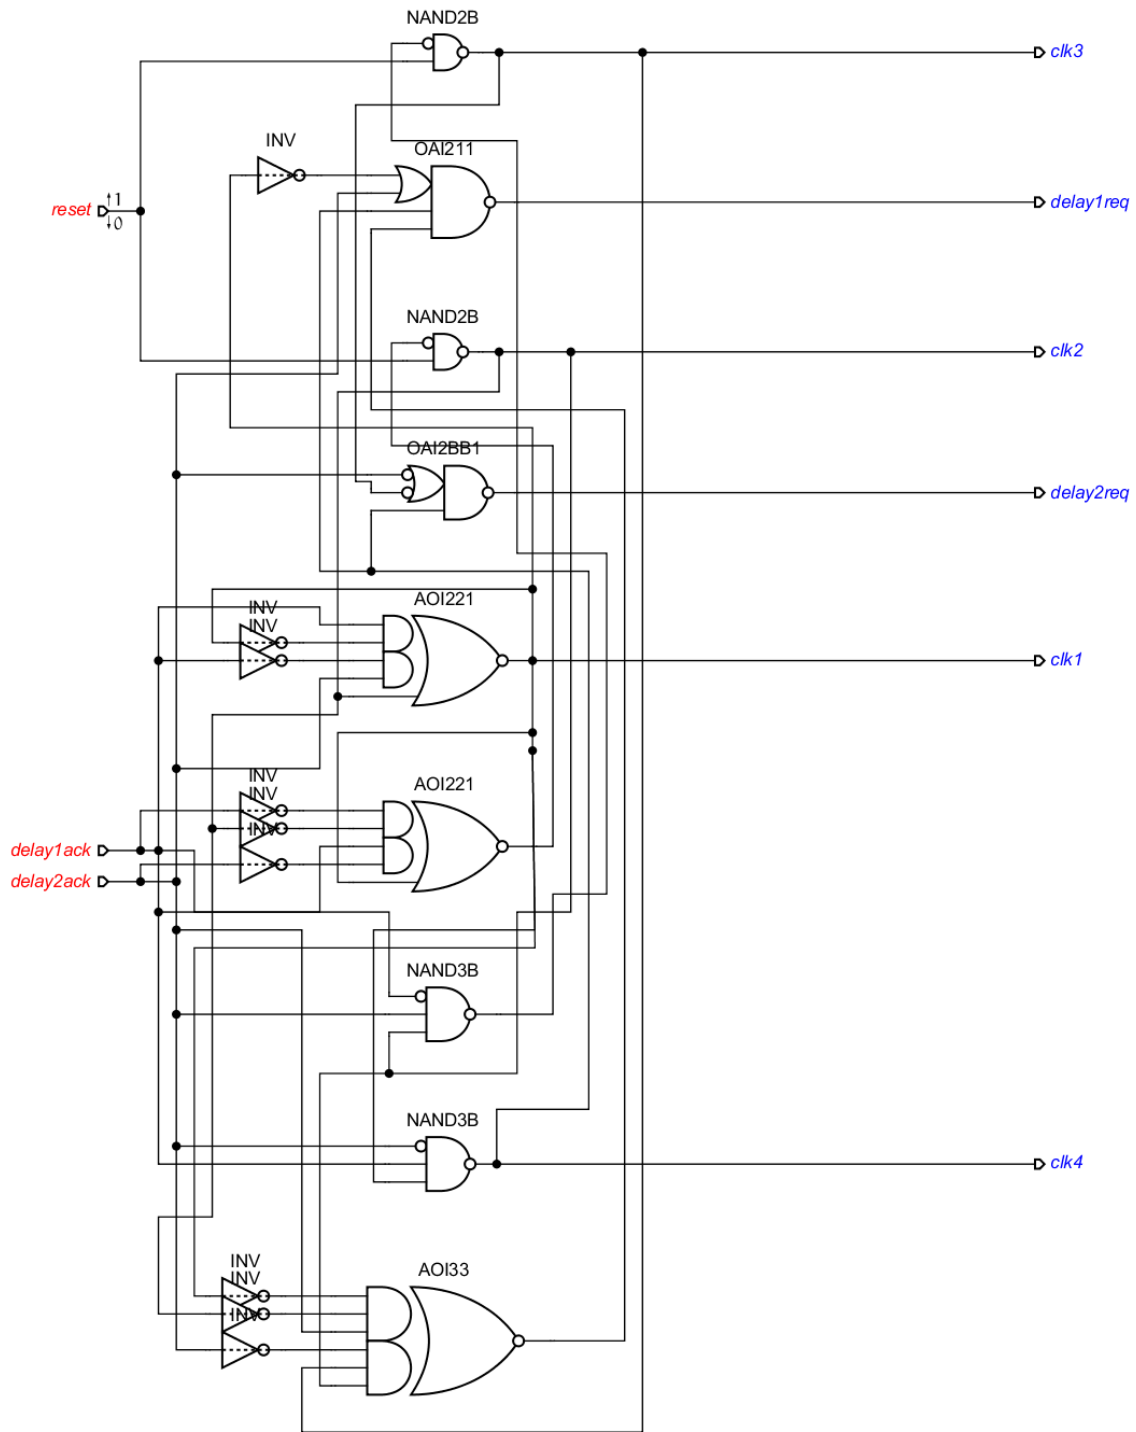 NAND2B
clk3
INV
OAI211
reset
1
0
delay1req
NAND2B
clk2
OAI2BB1
delay2req
AOI221
INV
INV
clk1
INV
AOI221
INV
INV
delay1ack
delay2ack
NAND3B
NAND3B
clk4
INV
AOI33
INV
INV